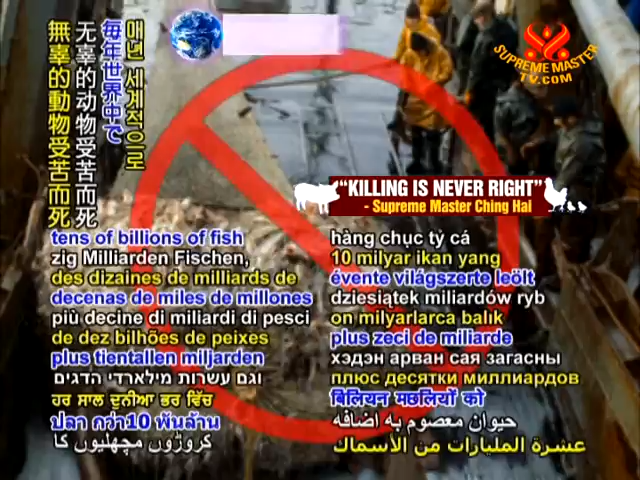 매년 세계적으로
毎年世界中で
无辜的动物受苦而死
無辜的動物受苦而死
SUPREME MASTER
TV.COM
"KILLING IS NEVER RIGHT"
- Supreme Master Ching Hai
tens of billions of fish
zig Milliarden Fischen,
des dizaines de milliards de
decenas de miles de millones
più decine di miliardi di pesci
de dez bilhões de peixes
plus tientallen miljarden
וגם עשרות מילארדי הדגים
ਹਰ ਸਾਲ ਦੁਨੀਆ ਭਰ ਵਿੱਚ
ปลา กว่า10 พันล้าน
کروڑوں مچھلیوں کا
hàng chục tỷ cá
10 milyar ikan yang
évente világszerte leölt
dziesiątek miliardów ryb
on milyarlarca balık
plus zeci de miliarde
хэдэн арван сая загасны
плюс десятки миллиардов
बिलियन मछलियों को
حیوان معصوم به اضافه
عشرة المليارات من الأسماك